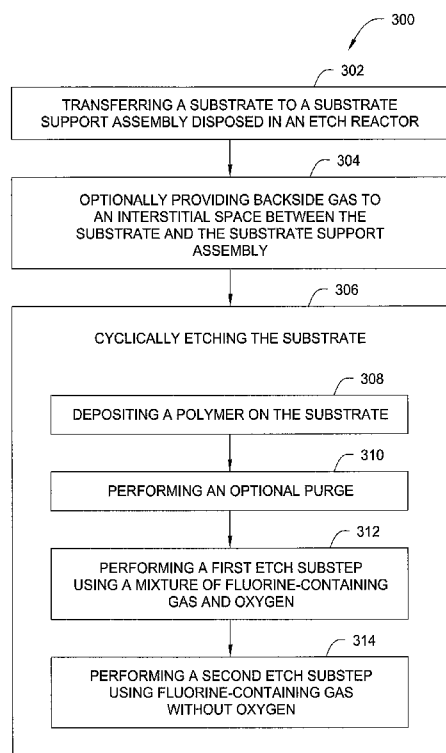 300
302
TRANSFERRING A SUBSTRATE TO A SUBSTRATE
SUPPORT ASSEMBLY DISPOSED IN AN ETCH REACTOR
304
OPTIONALLY PROVIDING BACKSIDE GAS TO
AN INTERSTITIAL SPACE BETWEEN THE
SUBSTRATE AND THE SUBSTRATE SUPPORT
ASSEMBLY
306
CYCLICALLY ETCHING THE SUBSTRATE
308
DEPOSITING A POLYMER ON THE SUBSTRATE
310
PERFORMING AN OPTIONAL PURGE
312
PERFORMING A FIRST ETCH SUBSTEP
USING A MIXTURE OF FLUORINE-CONTAINING
GAS AND OXYGEN
314
PERFORMING A SECOND ETCH SUBSTEP
USING FLUORINE-CONTAINING GAS
WITHOUT OXYGEN